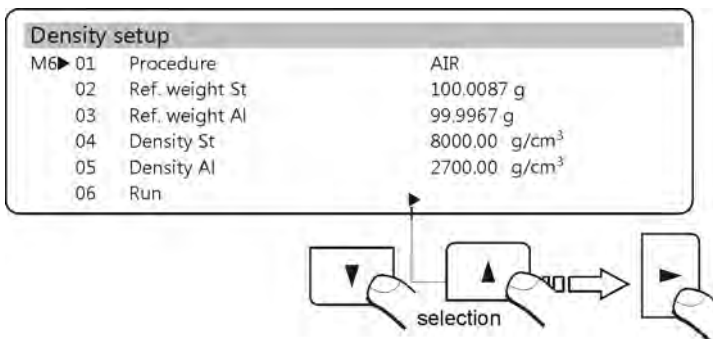 Density setup
M6▶ 01 Procedure AIR
02 Ref. weight St 100.0087 g
03 Ref. weight Al 99.9967 g
04 Density St 8000.00 g/cm³
05 Density Al 2700.00 g/cm³
06 Run ▶
selection